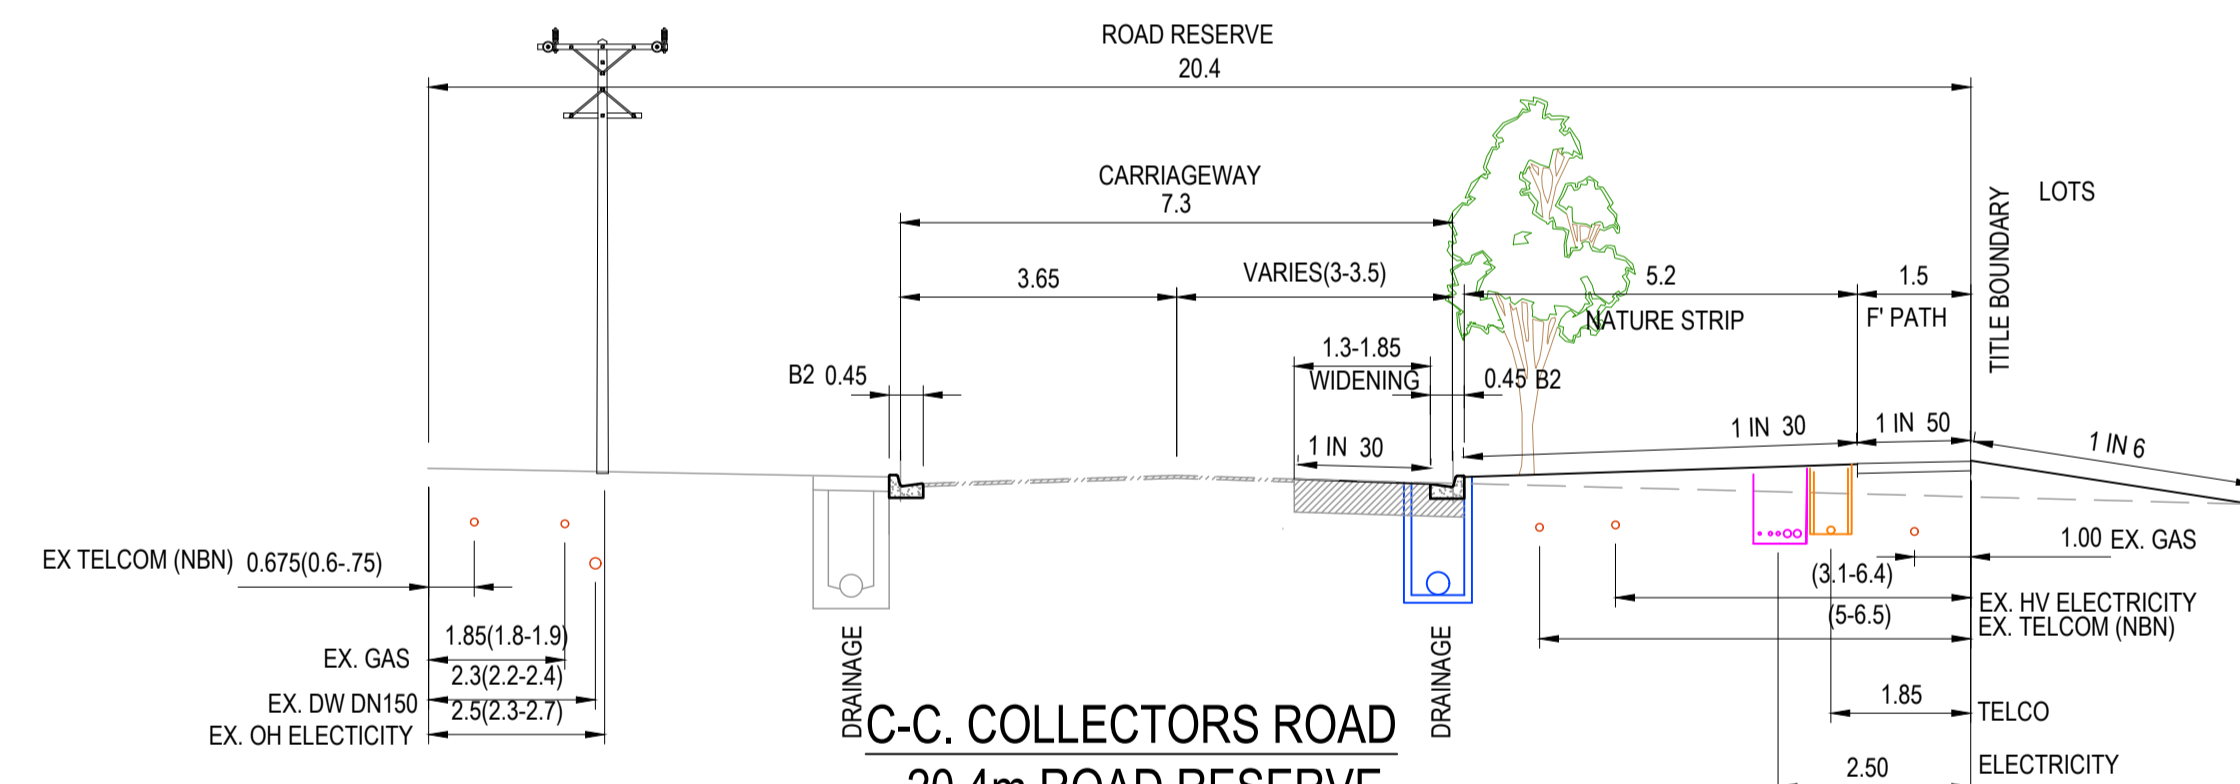 ROAD RESERVE
20.4
CARRIAGEWAY
7.3
LOTS
TITLE BOUNDARY
3.65
VARIES(3-3.5)
5.2
1.5
NATURE STRIP
F' PATH
1.3-1.85
WIDENING
B2 0.45
0.45 B2
1 IN 30
1 IN 30
1 IN 50
1 IN 6
EX TELCOM (NBN) 0.675(0.6-.75)
1.00 EX. GAS
(3.1-6.4)
EX. HV ELECTRICITY
(5-6.5)
EX. TELCOM (NBN)
1.85(1.8-1.9)
EX. GAS
2.3(2.2-2.4)
EX. DW DN150
2.5(2.3-2.7)
EX. OH ELECTICITY
DRAINAGE
DRAINAGE
1.85
TELCO
2.50
ELECTRICITY
C-C. COLLECTORS ROAD
20.4m ROAD RESERVE